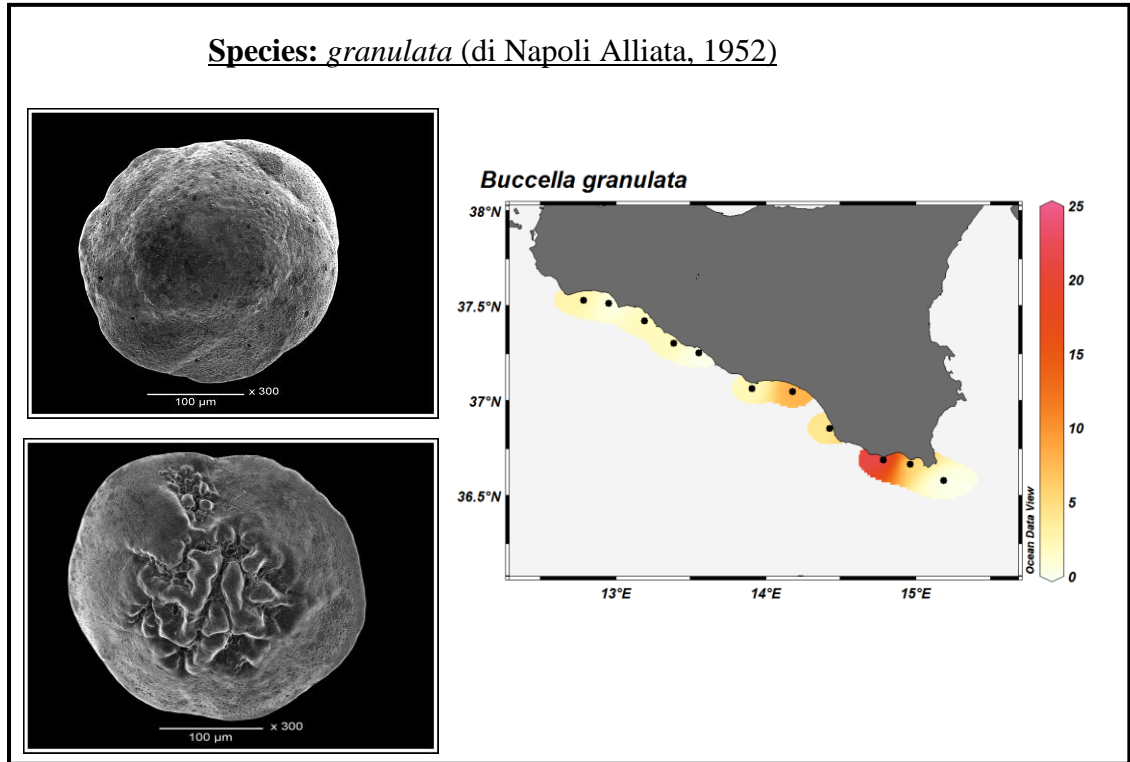 Species: granulata (di Napoli Alliata, 1952)
x 300
100 µm
x 300
100 µm
Buccella granulata
38°N
37.5°N
37°N
36.5°N
13°E
14°E
15°E
Ocean Data View
25
20
15
10
5
0